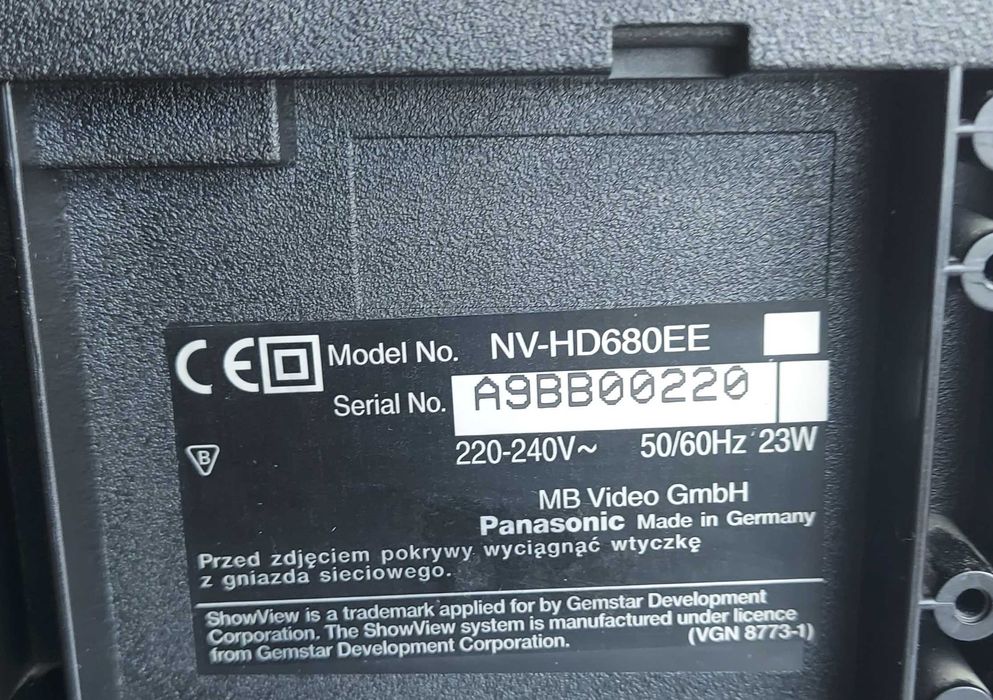 CE Model No. NV-HD680EE
Serial No. A9BB00220
220-240V~ 50/60Hz 23W
B
MB Video GmbH
Panasonic Made in Germany
Przed zdjęciem pokrywy wyciągnąć wtyczkę
z gniazda sieciowego.
ShowView is a trademark applied for by Gemstar Development
Corporation. The ShowView system is manufactured under licence
from Gemstar Development Corporation. (VGN 8773-1)